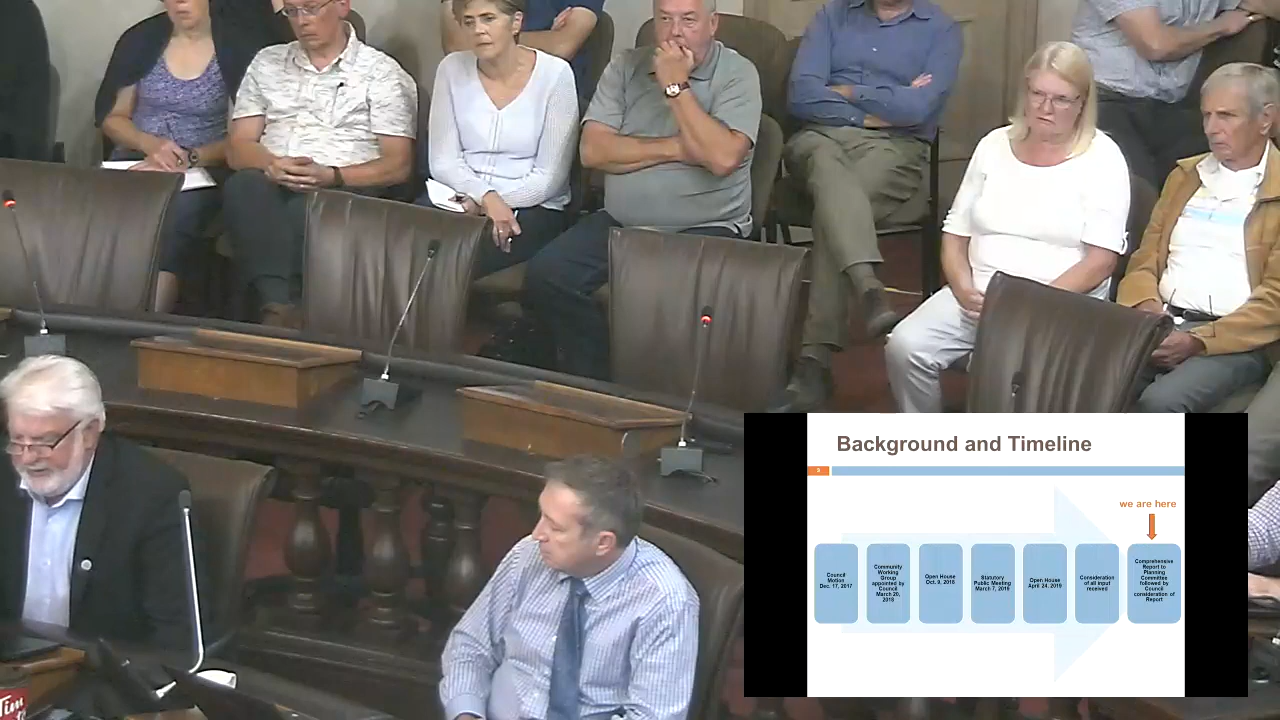 Background and Timeline
5
we are here
Council
Motion
Dec. 17, 2017
Community
Working
Group
appointed by
Council
March 20,
2018
Open House
Oct. 9, 2018
Statutory
Public Meeting
March 7, 2019
Open House
April 24, 2019
Consideration
of all input
received
Comprehensive
Report to
Planning
Committee
followed by
Council
consideration of
Report
Tim